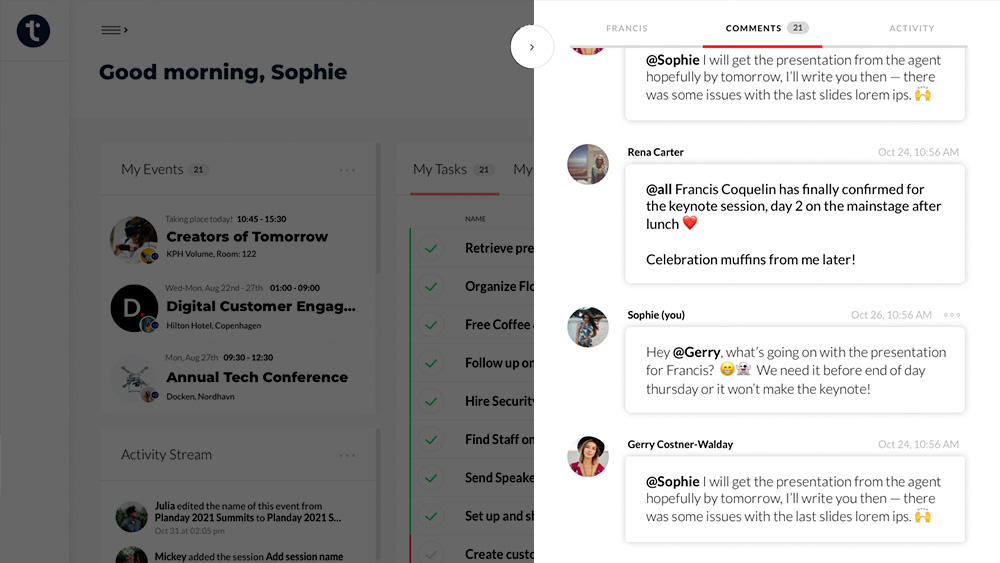 t
Good morning, Sophie
My Events 21
Taking place today! 10:45 - 15:30
Creators of Tomorrow
KPH Volume, Room: 122
D.
Wed-Mon, Aug 22nd - 27th 01:00 - 09:00
Digital Customer Engag...
Hilton Hotel, Copenhagen
Mon, Aug 27th 09:30 - 12:30
Annual Tech Conference
Docken, Nordhavn
Activity Stream
Julia edited the name of this event from
Planday 2021 Summits to Planday 2021 S...
Oct 31 at 02:05 pm
Mickey added the session Add session name
My Tasks 21 My
NAME
Retrieve pre
Organize Flo
Free Coffee
Follow up on
Hire Securit
Find Staff on
Send Speake
Set up and sh
Create custo
FRANCIS COMMENTS 21 ACTIVITY
@Sophie I will get the presentation from the agent
hopefully by tomorrow, I'll write you then — there
was some issues with the last slides lorem ips. 🙌
Rena Carter Oct 24, 10:56 AM
@all Francis Coquelin has finally confirmed for
the keynote session, day 2 on the mainstage after
lunch ❤️
Celebration muffins from me later!
Sophie (you) Oct 26, 10:56 AM
Hey @Gerry, what's going on with the presentation
for Francis? 😁👻 We need it before end of day
thursday or it won't make the keynote!
Gerry Costner-Walday Oct 24, 10:56 AM
@Sophie I will get the presentation from the agent
hopefully by tomorrow, I'll write you then — there
was some issues with the last slides lorem ips. 🙌